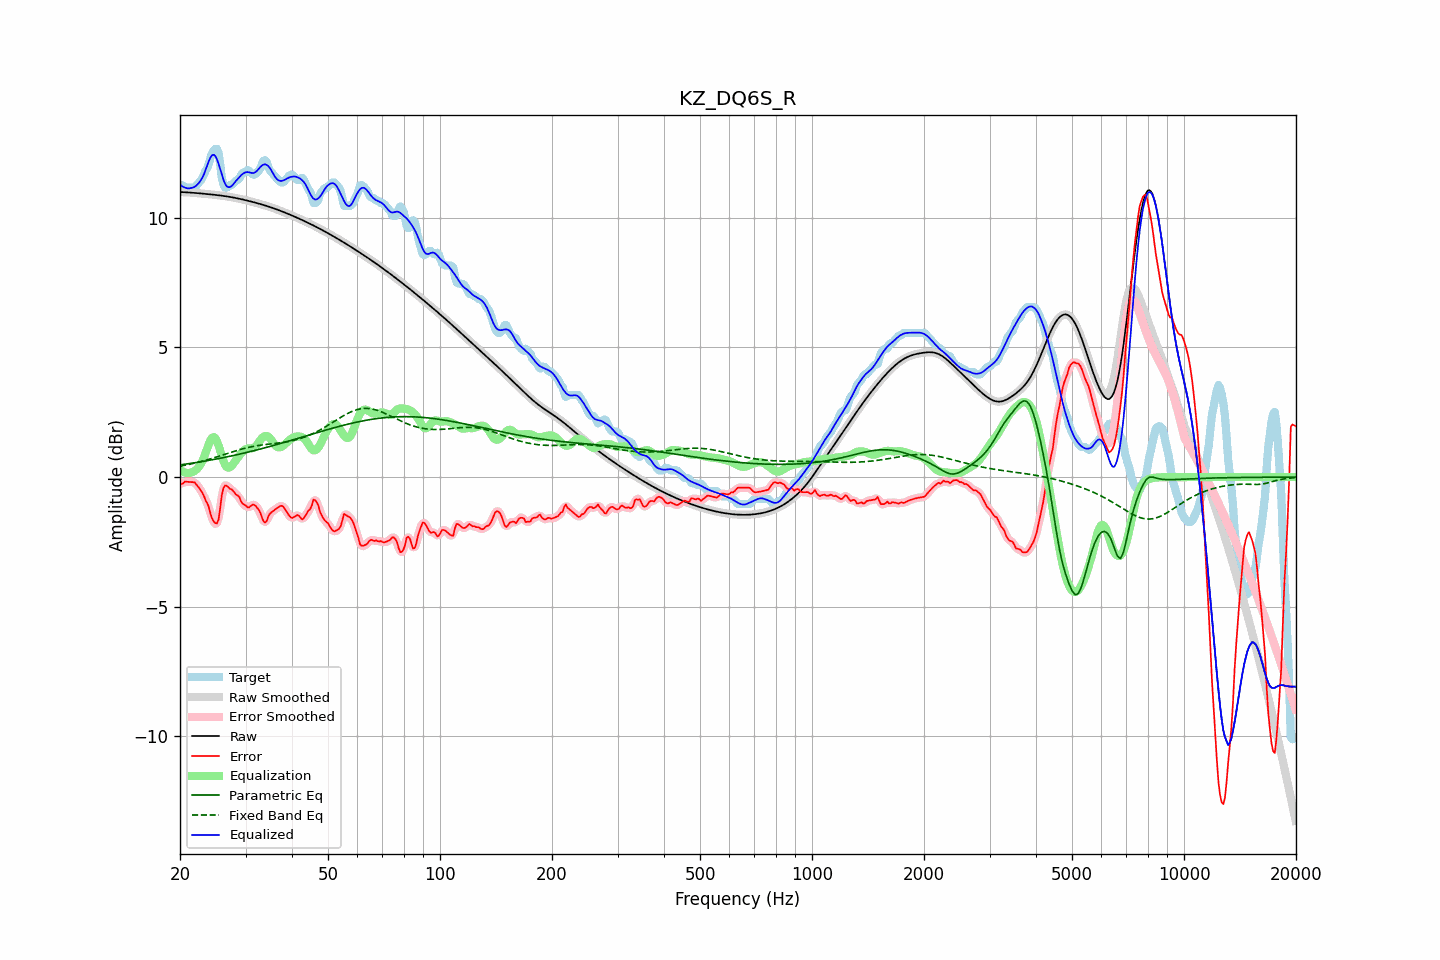 KZ_DQ6S_R
Amplitude (dBr)
10
5
0
−5
−10
Target
Raw Smoothed
Error Smoothed
Raw
Error
Equalization
Parametric Eq
Fixed Band Eq
Equalized
20 50 100 200 500 1000 2000 5000 10000 20000
Frequency (Hz)